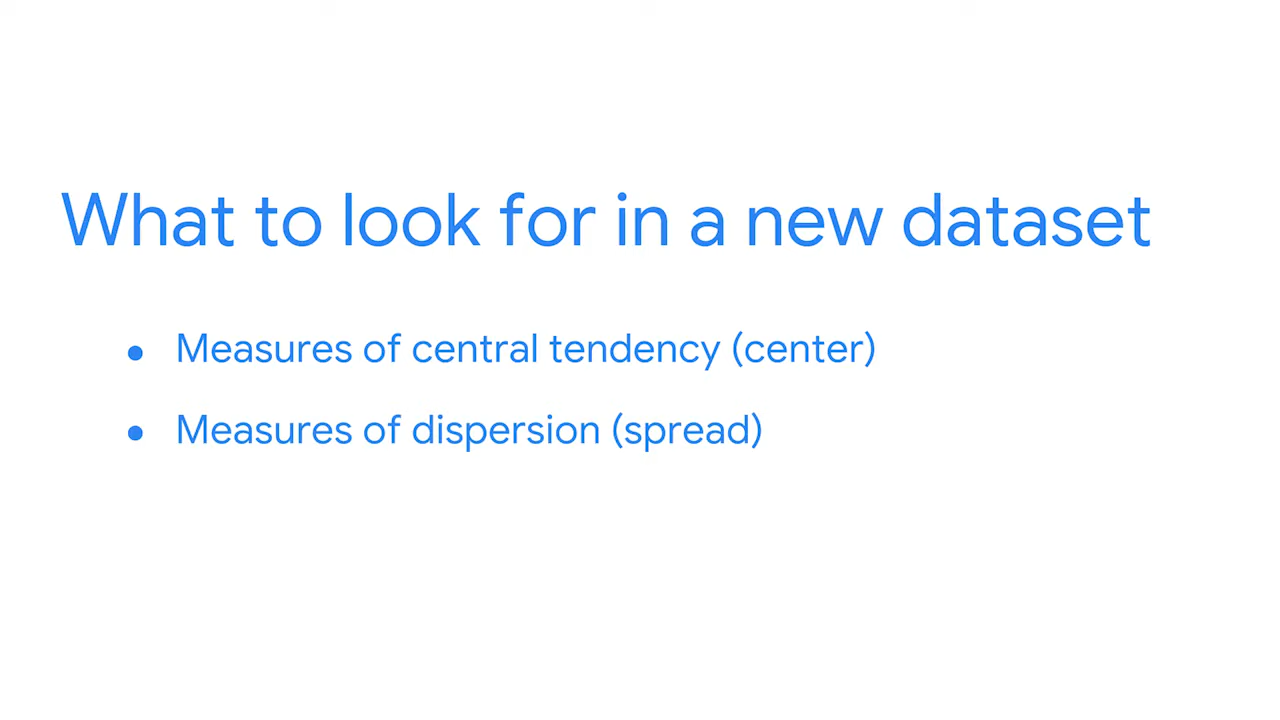 What to look for in a new dataset
● Measures of central tendency (center)
● Measures of dispersion (spread)